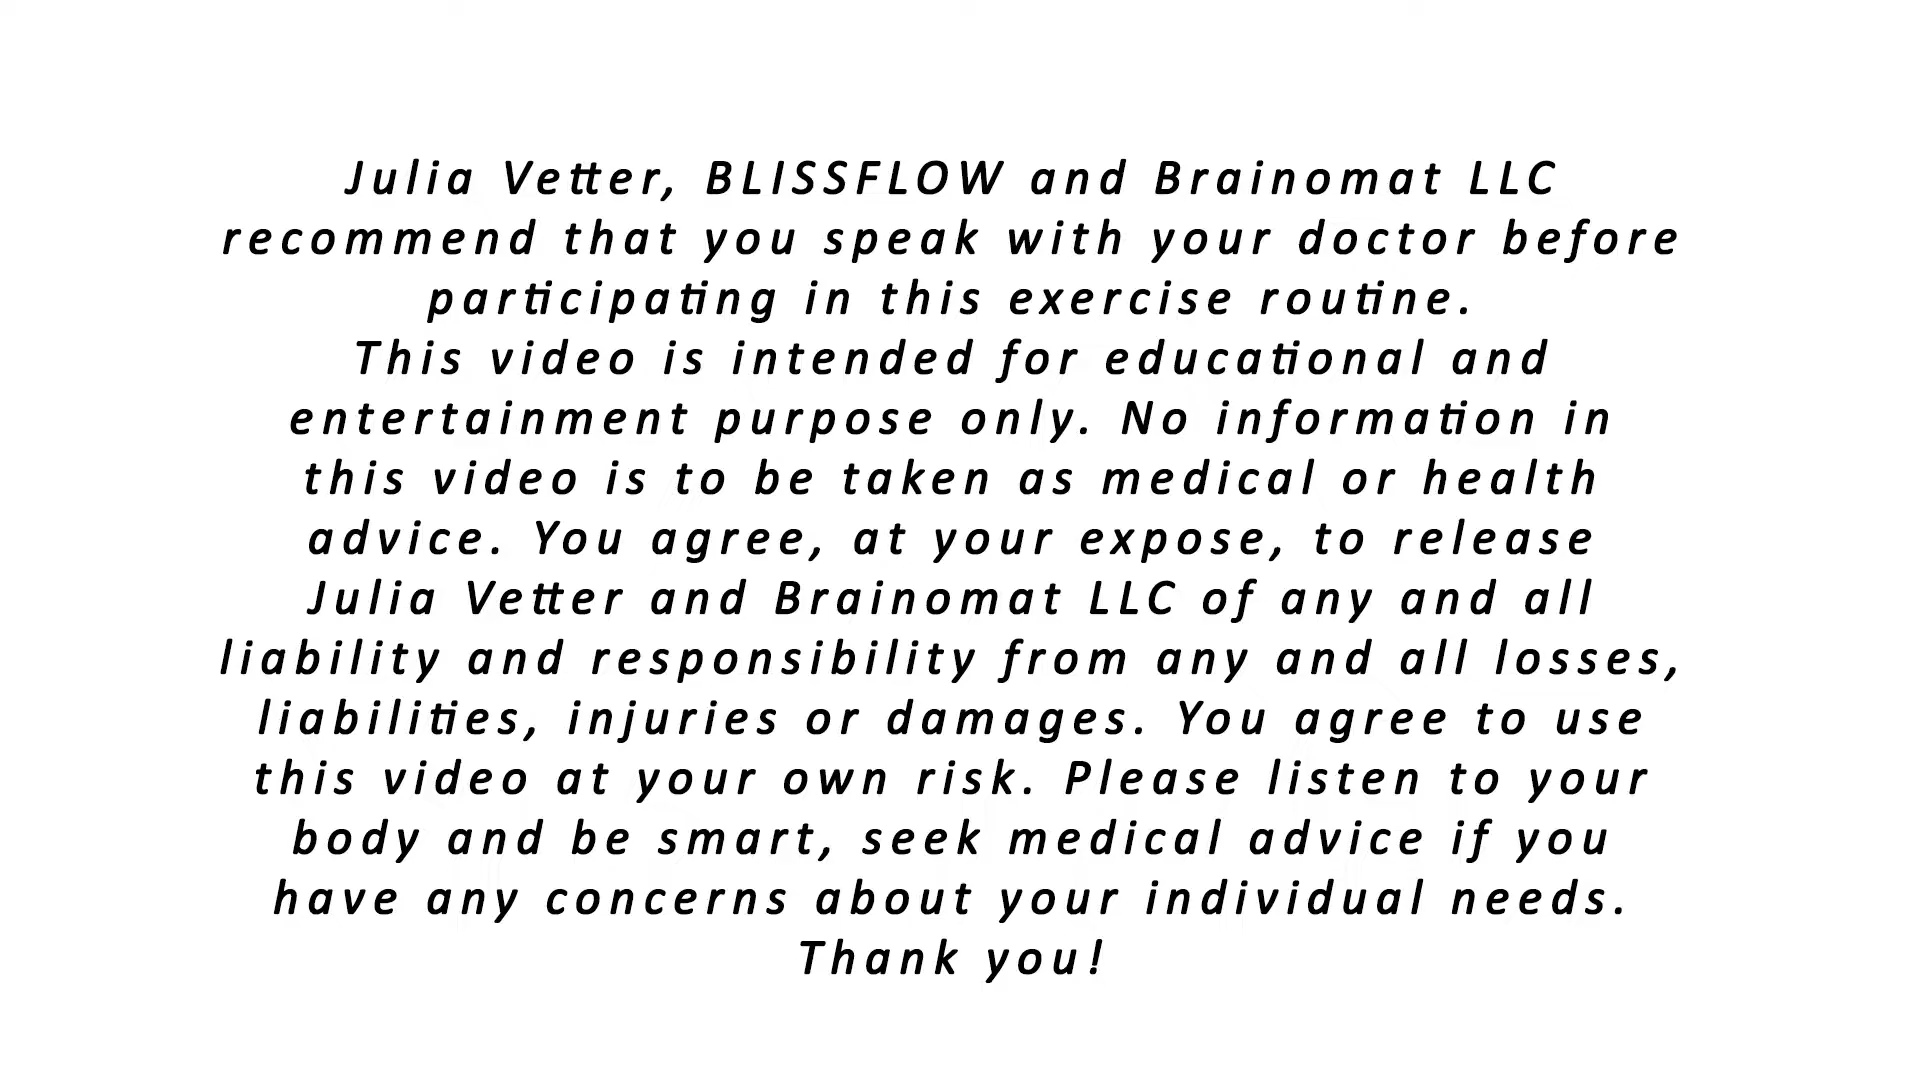 Julia Vetter, BLISSFLOW and Brainomat LLC
recommend that you speak with your doctor before
participating in this exercise routine.
This video is intended for educational and
entertainment purpose only. No information in
this video is to be taken as medical or health
advice. You agree, at your expose, to release
Julia Vetter and Brainomat LLC of any and all
liability and responsibility from any and all losses,
liabilities, injuries or damages. You agree to use
this video at your own risk. Please listen to your
body and be smart, seek medical advice if you
have any concerns about your individual needs.
Thank you!